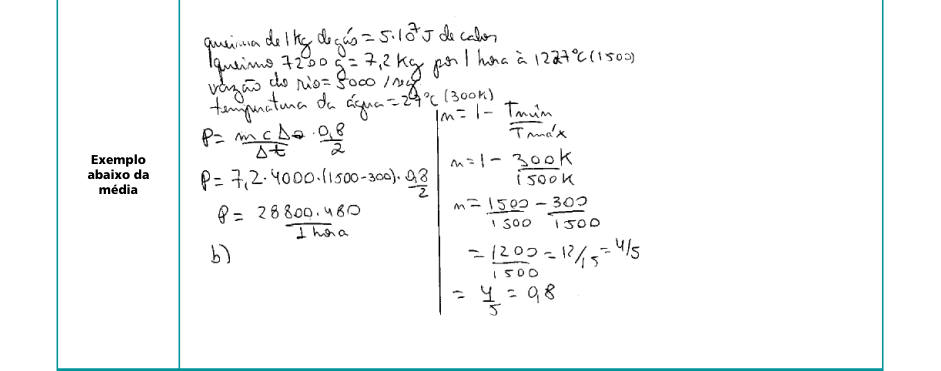 Exemplo
abaixo da
média
queima de 1 kg de gás = 5·10⁷ J de calor
queimo 7200 g = 7,2 Kg por 1 hora à 1227°C (1500)
vazão do rio = 5000 /seg
temperatura da água = 27°C (300K)
P = m c Δθ / Δt · 0,8 / 2
P = 7,2 · 4000 · (1500-300) · 0,8 / 2
P = 28800 · 480 / 1 hora
b)
n = 1 - Tmín / Tmáx
n = 1 - 300K / 1500K
n = 1500 / 1500 - 300 / 1500
= 1200 / 1500 = 12/15 = 4/5
= 4 / 5 = 0,8